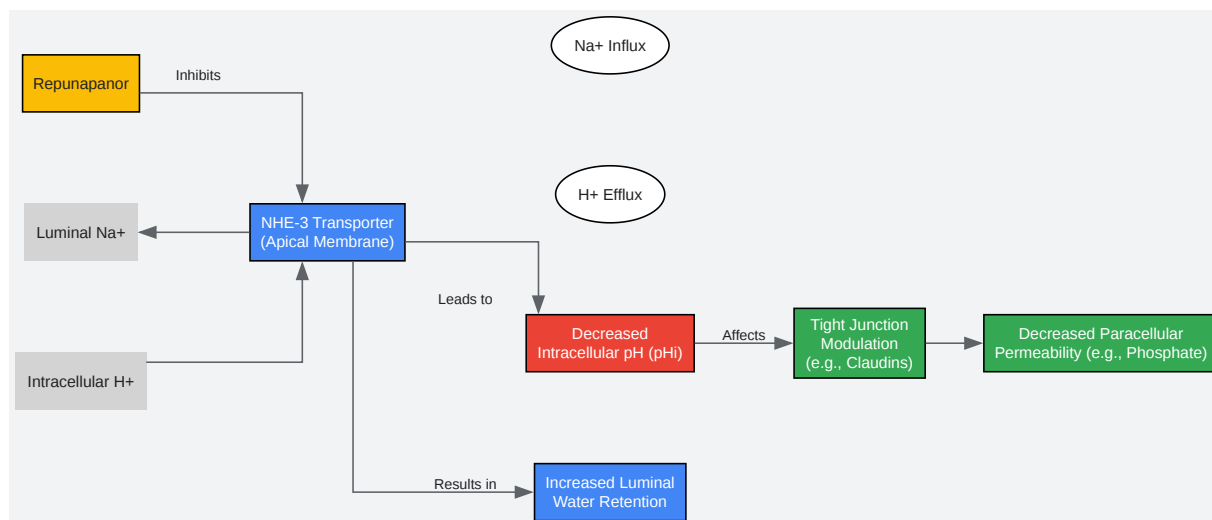 Na+ Influx
Repunapanor
Inhibits
H+ Efflux
Luminal Na+
NHE-3 Transporter
(Apical Membrane)
Leads to
Decreased
Intracellular pH (pHi)
Affects
Tight Junction
Modulation
(e.g., Claudins)
Decreased Paracellular
Permeability (e.g., Phosphate)
Intracellular H+
Results in
Increased Luminal
Water Retention